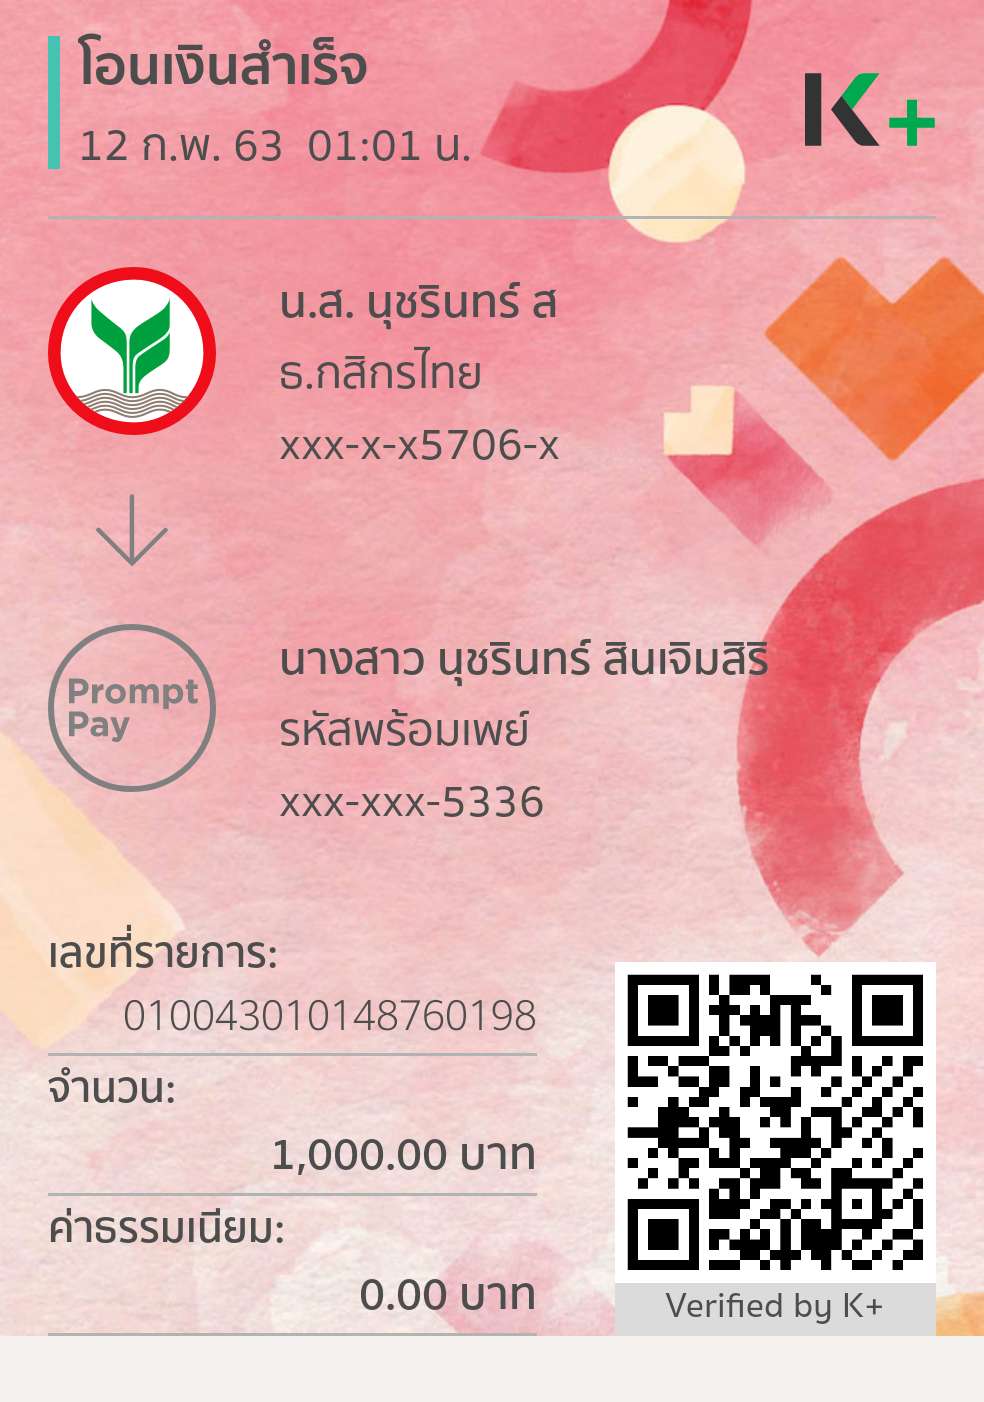 โอนเงินสำเร็จ
12 ก.พ. 63 01:01 น.
K+
น.ส. นุชรินทร์ ส
ธ.กสิกรไทย
xxx-x-x5706-x
Prompt
Pay
นางสาว นุชรินทร์ สินเจิมสิริ
รหัสพร้อมเพย์
xxx-xxx-5336
เลขที่รายการ:
010043010148760198
จำนวน:
1,000.00 บาท
ค่าธรรมเนียม:
0.00 บาท
Verified by K+